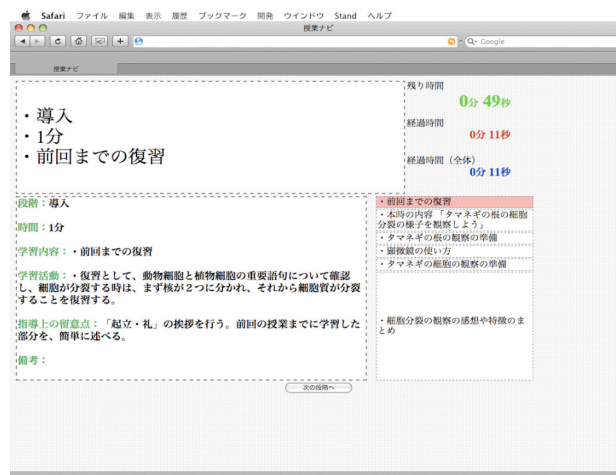 Safari ファイル 編集 表示 履歴 ブックマーク 開発 ウインドウ Stand ヘルプ
授業ナビ
Q- Google
授業ナビ
・導入
・1分
・前回までの復習
残り時間
0分 49秒
経過時間
0分 11秒
経過時間（全体）
0分 11秒
段階：導入
時間：1分
学習内容：・前回までの復習
学習活動：・復習として、動物細胞と植物細胞の重要語句について確認
し、細胞が分裂する時は、まず核が２つに分かれ、それから細胞質が分裂
することを復習する。
指導上の留意点：「起立・礼」の挨拶を行う。前回の授業までに学習した
部分を、簡単に述べる。
備考：
・前回までの復習
・本時の内容 「タマネギの根の細胞
分裂の様子を観察しよう」
・タマネギの根の観察の準備
・顕微鏡の使い方
・タマネギの細胞の観察の準備
・細胞分裂の観察の感想や特徴のま
とめ
次の段階へ